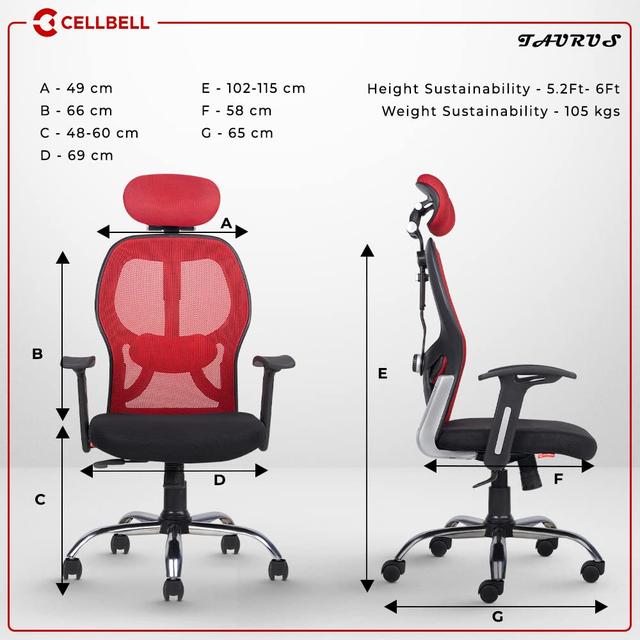 CELLBELL
TAURUS
A - 49 cm
B - 66 cm
C - 48-60 cm
D - 69 cm
E - 102-115 cm
F - 58 cm
G - 65 cm
Height Sustainability - 5.2Ft- 6Ft
Weight Sustainability - 105 kgs
A
B
C
D
E
F
G